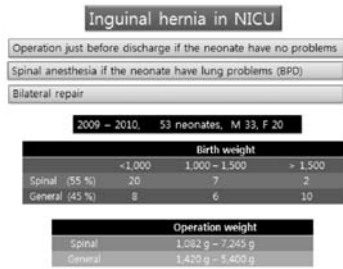 Inguinal hernia in NICU
Operation just before discharge if the neonate have no problems
Spinal anesthesia if the neonate have lung problems (BPD)
Bilateral repair
2009 – 2010, 53 neonates, M 33, F 20
Birth weight
<1,000 1,000 – 1,500 > 1,500
Spinal (55 %) 20 7 2
General (45 %) 8 6 10
Operation weight
Spinal 1,082 g – 7,245 g
General 1,420 g – 5,400 g